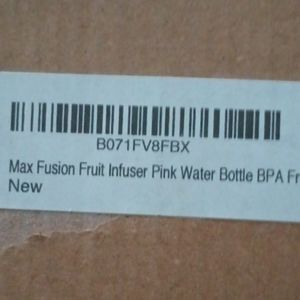 B071FV8FBX
Max Fusion Fruit Infuser Pink Water Bottle BPA Fr
New